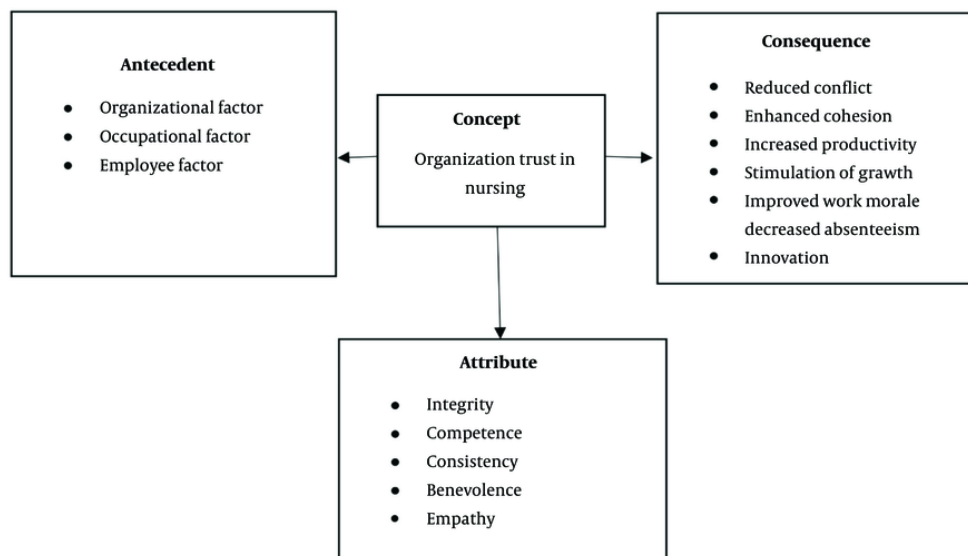 Antecedent
● Organizational factor
● Occupational factor
● Employee factor
Concept
Organization trust in
nursing
Consequence
● Reduced conflict
● Enhanced cohesion
● Increased productivity
● Stimulation of grawth
● Improved work morale
decreased absenteeism
● Innovation
Attribute
● Integrity
● Competence
● Consistency
● Benevolence
● Empathy